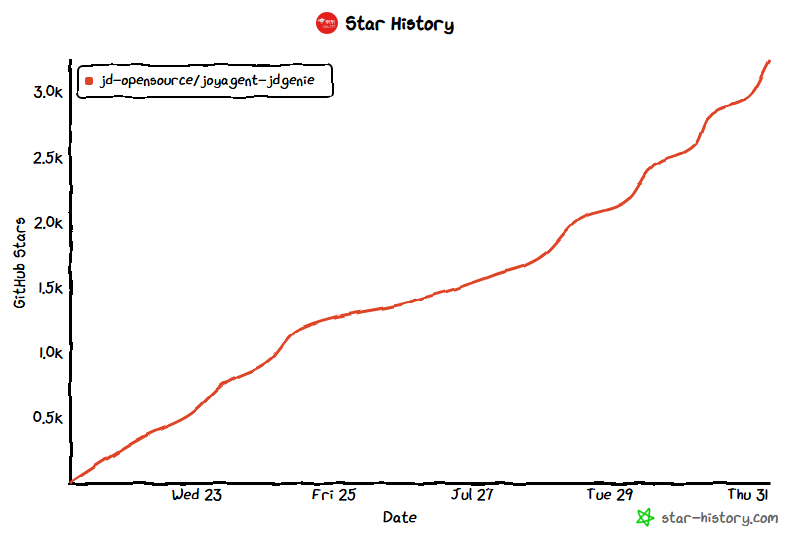 Star History
jd-opensource/joyagent-jdgenie
3.0k
2.5k
2.0k
1.5k
1.0k
0.5k
GitHub Stars
Wed 23
Fri 25
Jul 27
Tue 29
Thu 31
Date
star-history.com